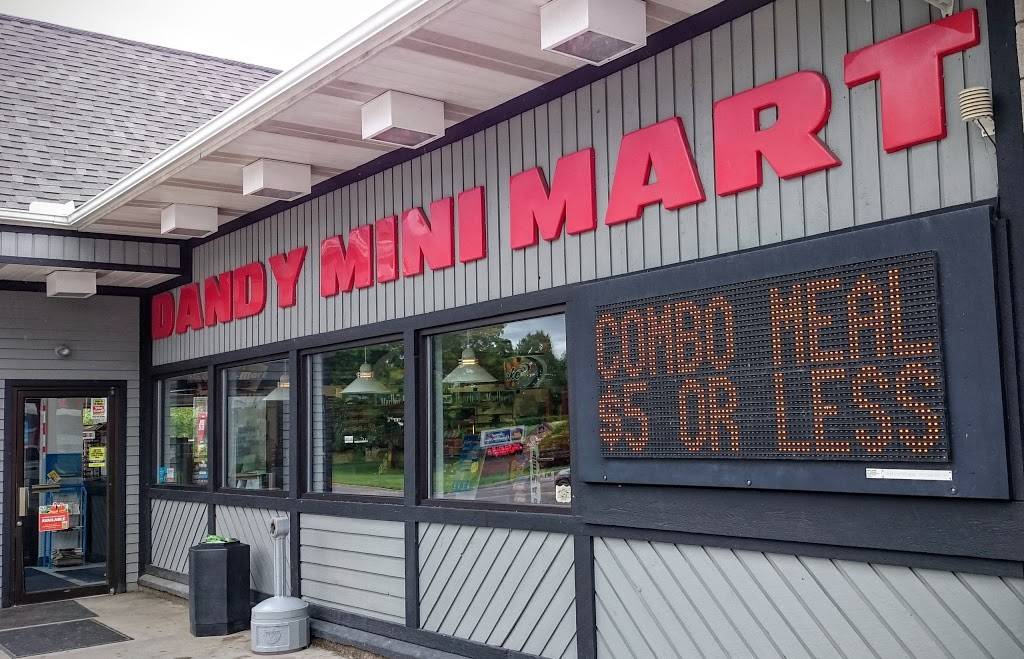 DANDY MINI MART
COMBO MEAL
$5 OR LESS